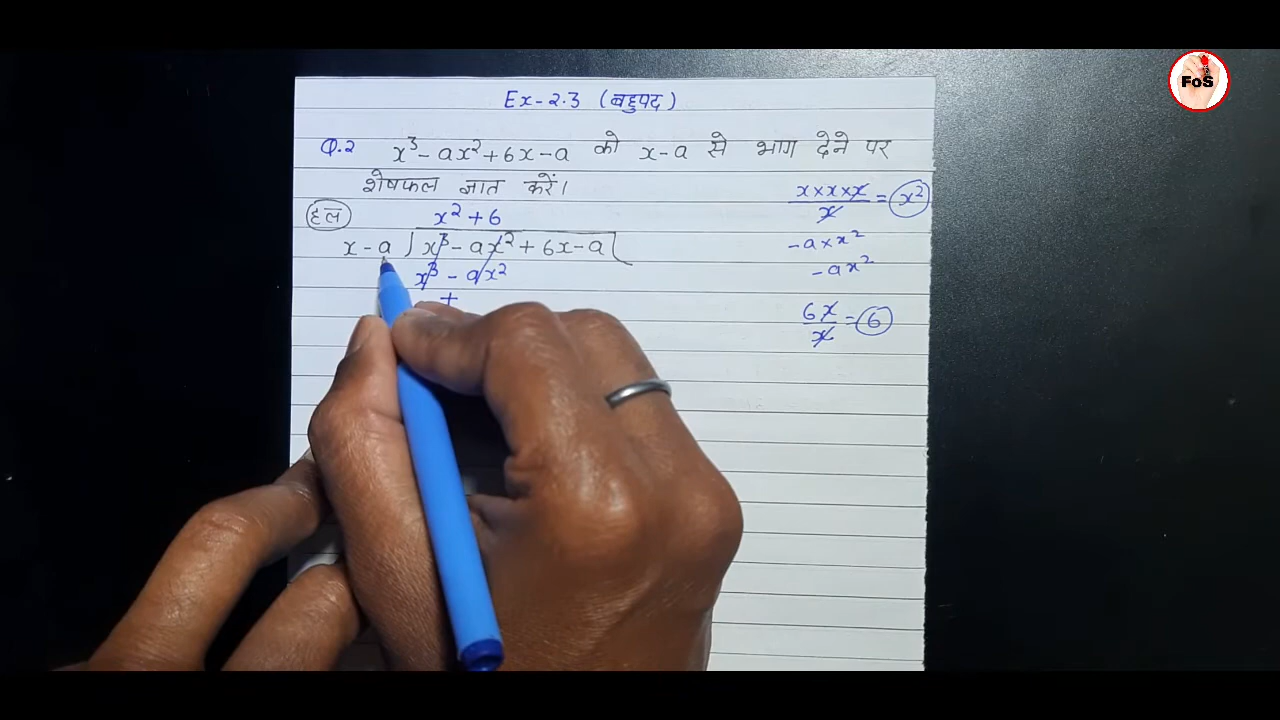 Ex-2.3 (बहुपद)
Q.2 x³-ax²+6x-a को x-a से भाग देने पर
शेषफल ज्ञात करें।
हल
x²+6
x-a) x³-ax²+6x-a(
x³-ax²
+
x×x×x/x = x²
-a×x²
-ax²
6x/x = 6
FoS